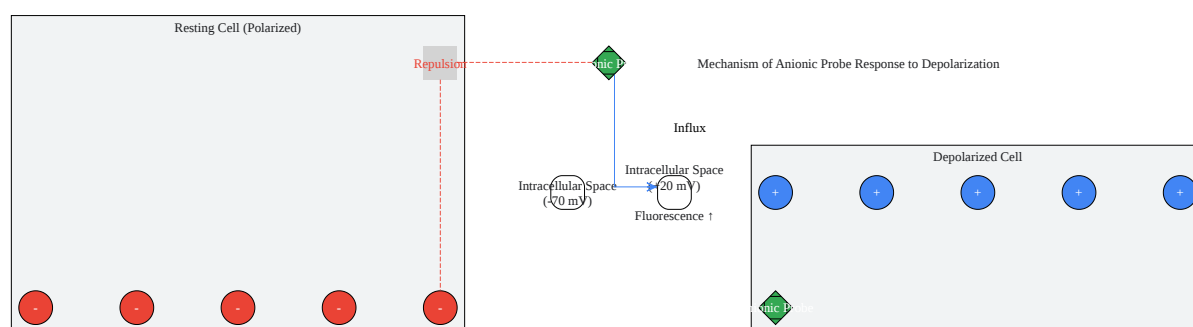 Resting Cell (Polarized)
Repulsion
Mechanism of Anionic Probe Response to Depolarization
Influx
Intracellular Space
(-70 mV)
Intracellular Space
(+20 mV)
Fluorescence ↑
Depolarized Cell
+
+
+
+
+
-
-
-
-
-